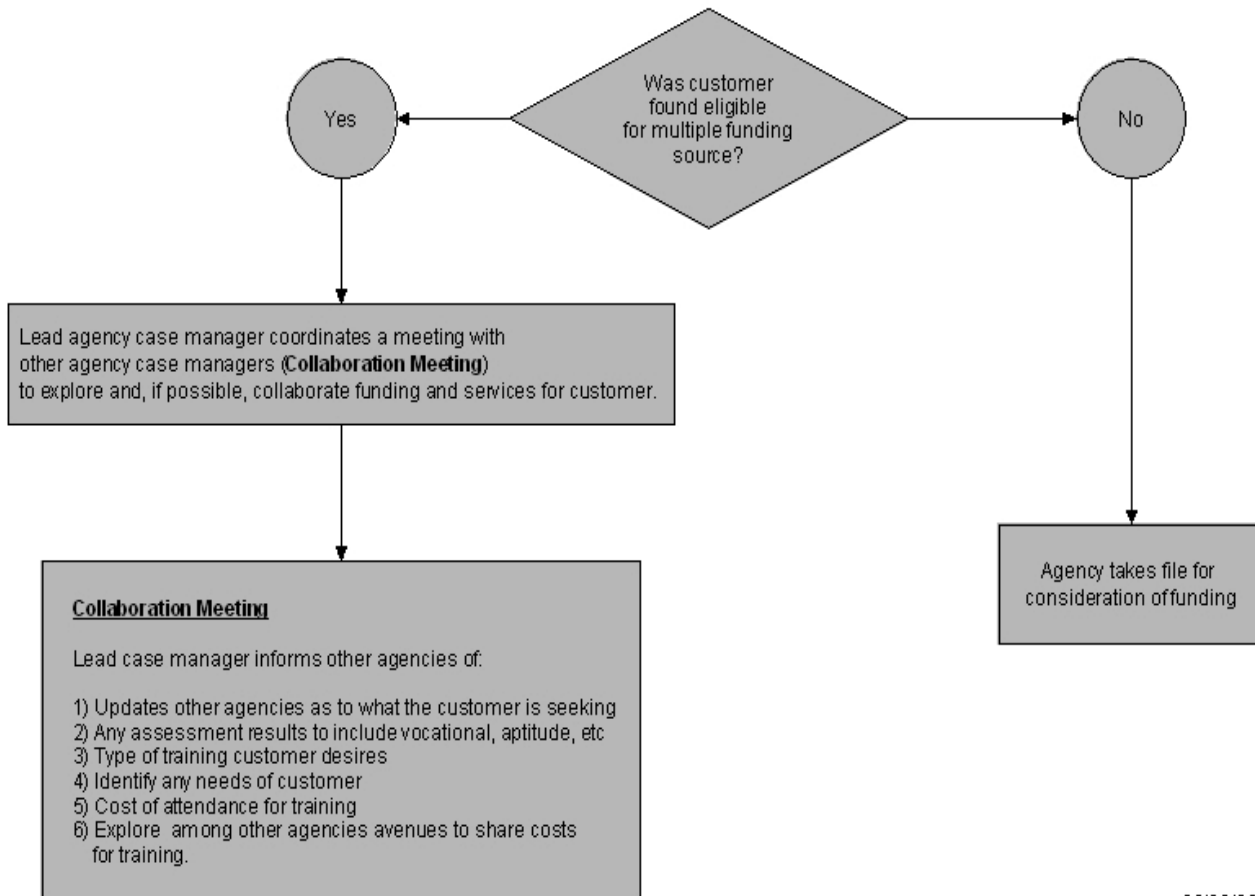 Was customer
found eligible
for multiple funding
source?
Yes
No
Lead agency case manager coordinates a meeting with
other agency case managers (Collaboration Meeting)
to explore and, if possible, collaborate funding and services for customer.
Agency takes file for
consideration of funding
Collaboration Meeting
Lead case manager informs other agencies of:
1) Updates other agencies as to what the customer is seeking
2) Any assessment results to include vocational, aptitude, etc
3) Type of training customer desires
4) Identify any needs of customer
5) Cost of attendance for training
6) Explore among other agencies avenues to share costs
for training.